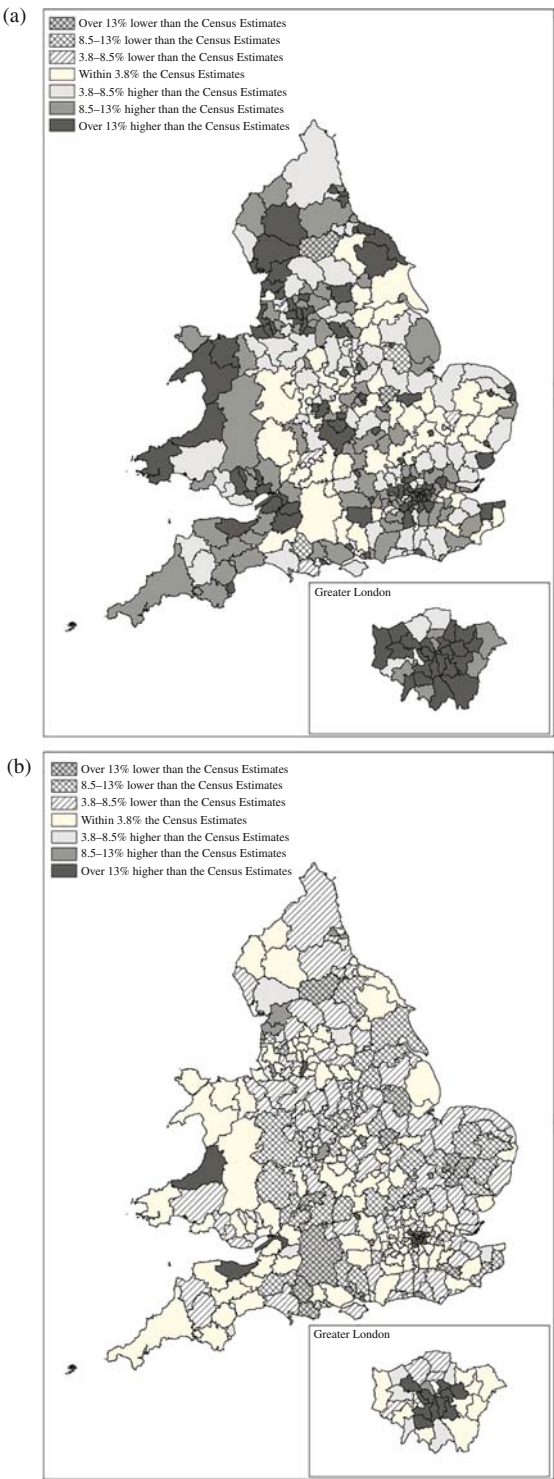 (a)
Over 13% lower than the Census Estimates
8.5–13% lower than the Census Estimates
3.8–8.5% lower than the Census Estimates
Within 3.8% the Census Estimates
3.8–8.5% higher than the Census Estimates
8.5–13% higher than the Census Estimates
Over 13% higher than the Census Estimates
Greater London
(b)
Over 13% lower than the Census Estimates
8.5–13% lower than the Census Estimates
3.8–8.5% lower than the Census Estimates
Within 3.8% the Census Estimates
3.8–8.5% higher than the Census Estimates
8.5–13% higher than the Census Estimates
Over 13% higher than the Census Estimates
Greater London